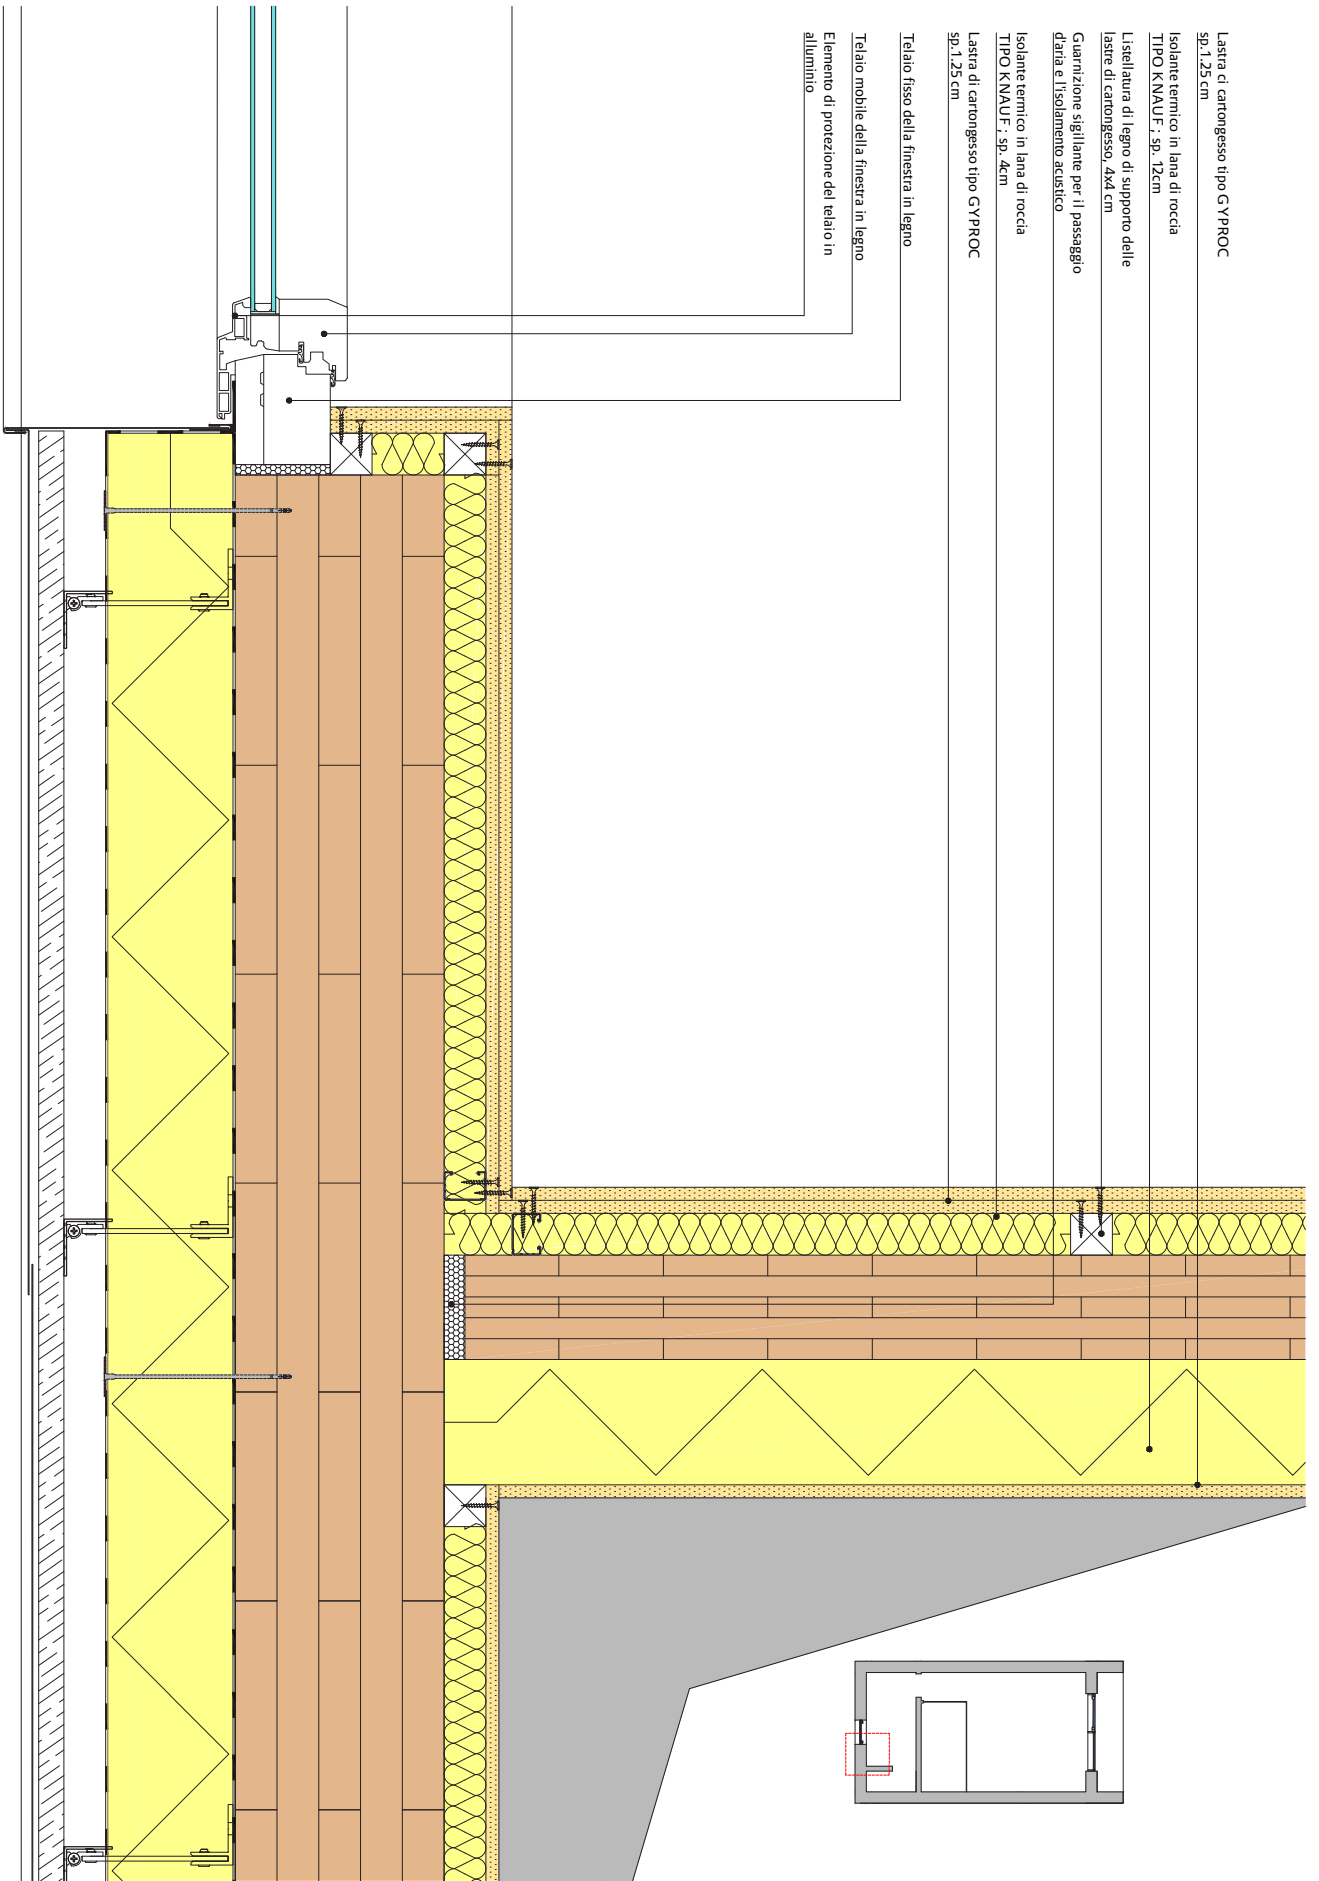 Lastra ci cartongesso tipo GYPROC
sp.1.25 cm
Isolante termico in lana di roccia
TIPO KNAUF; sp. 12cm
Listellatura di legno di supporto delle
lastre di cartongesso, 4x4 cm
Guarnizione sigillante per il passaggio
d'aria e l'isolamento acustico
Isolante termico in lana di roccia
TIPO KNAUF; sp. 4cm
Lastra di cartongesso tipo GYPROC
sp.1.25 cm
Telaio fisso della finestra in legno
Telaio mobile della finestra in legno
Elemento di protezione del telaio in
alluminio